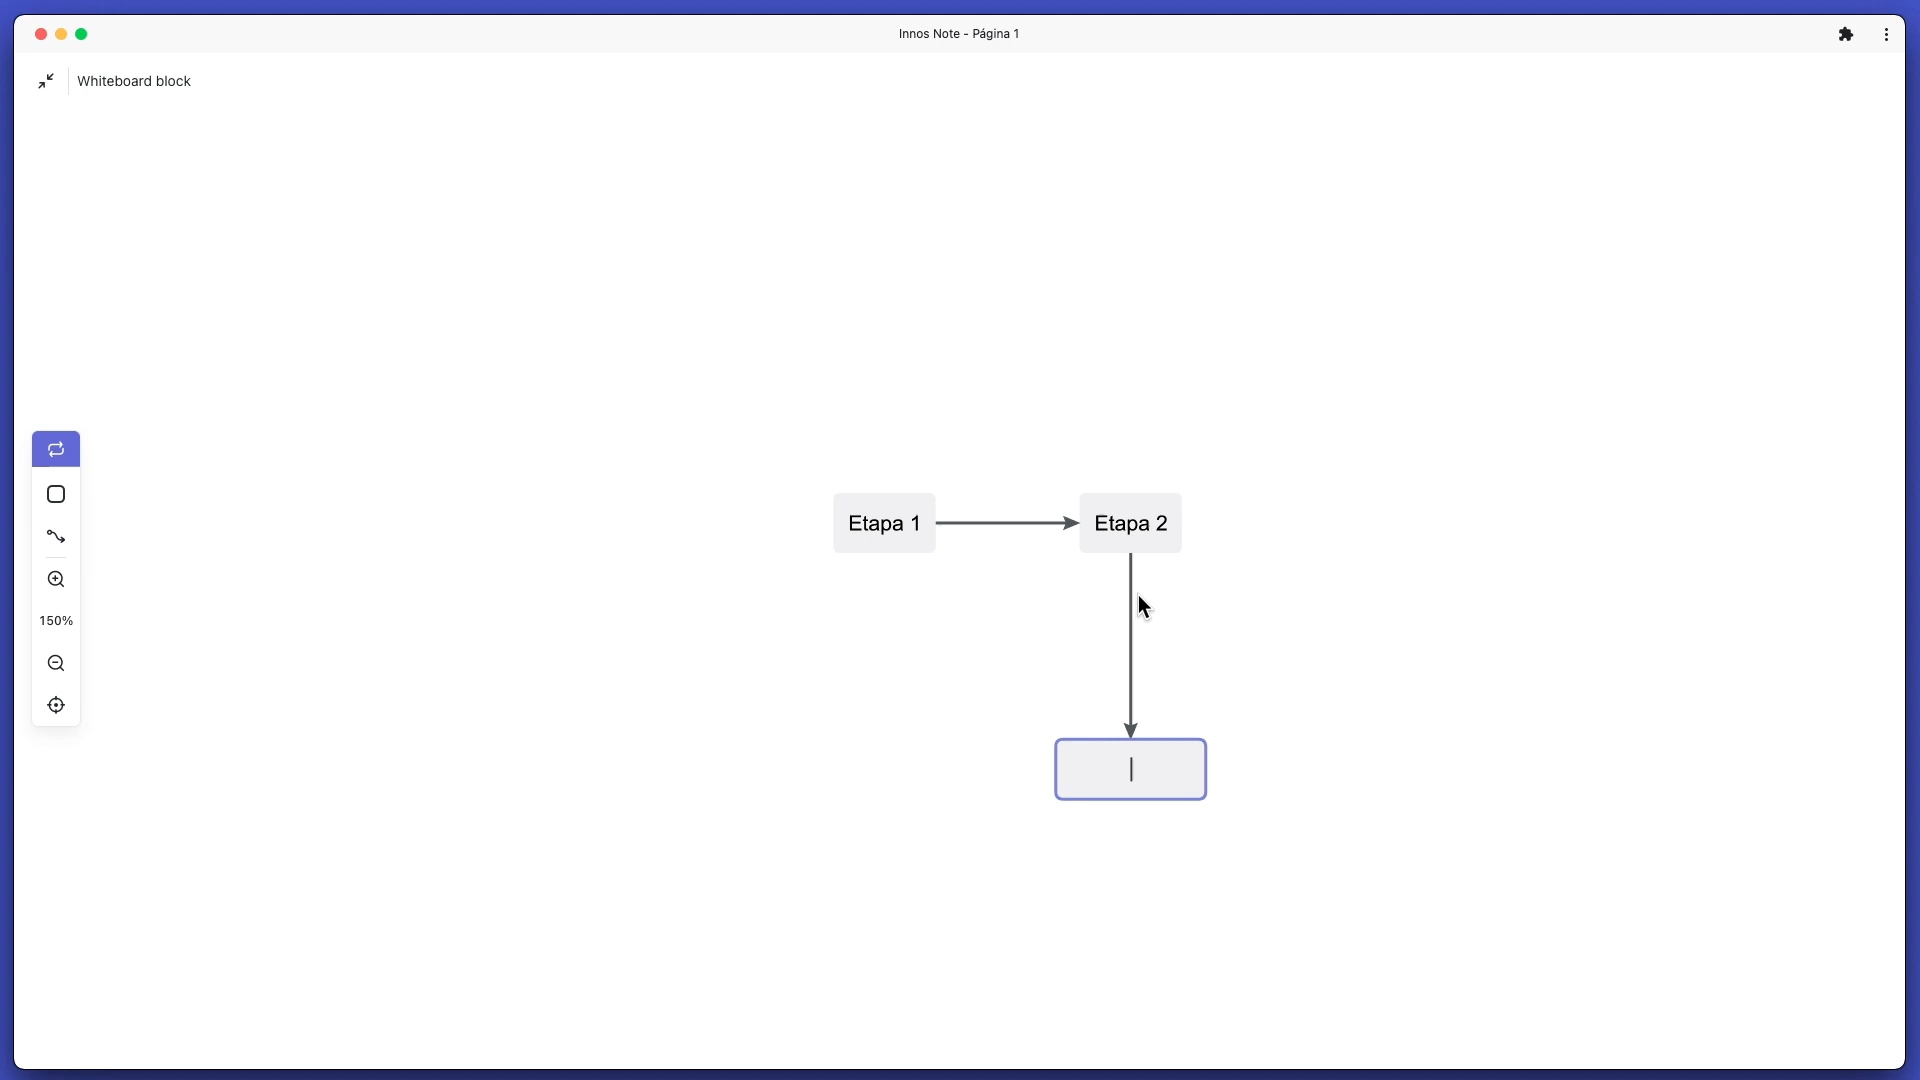 Innos Note - Página 1
Whiteboard block
Etapa 1
Etapa 2
150%